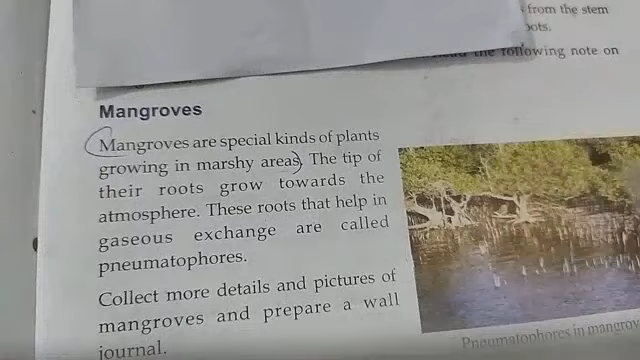 from the stem
following note on
Mangroves
Mangroves are special kinds of plants
growing in marshy areas. The tip of
their roots grow towards the
atmosphere. These roots that help in
gaseous exchange are called
pneumatophores.
Collect more details and pictures of
mangroves and prepare a wall
journal.
Pneumatophores in mangrov